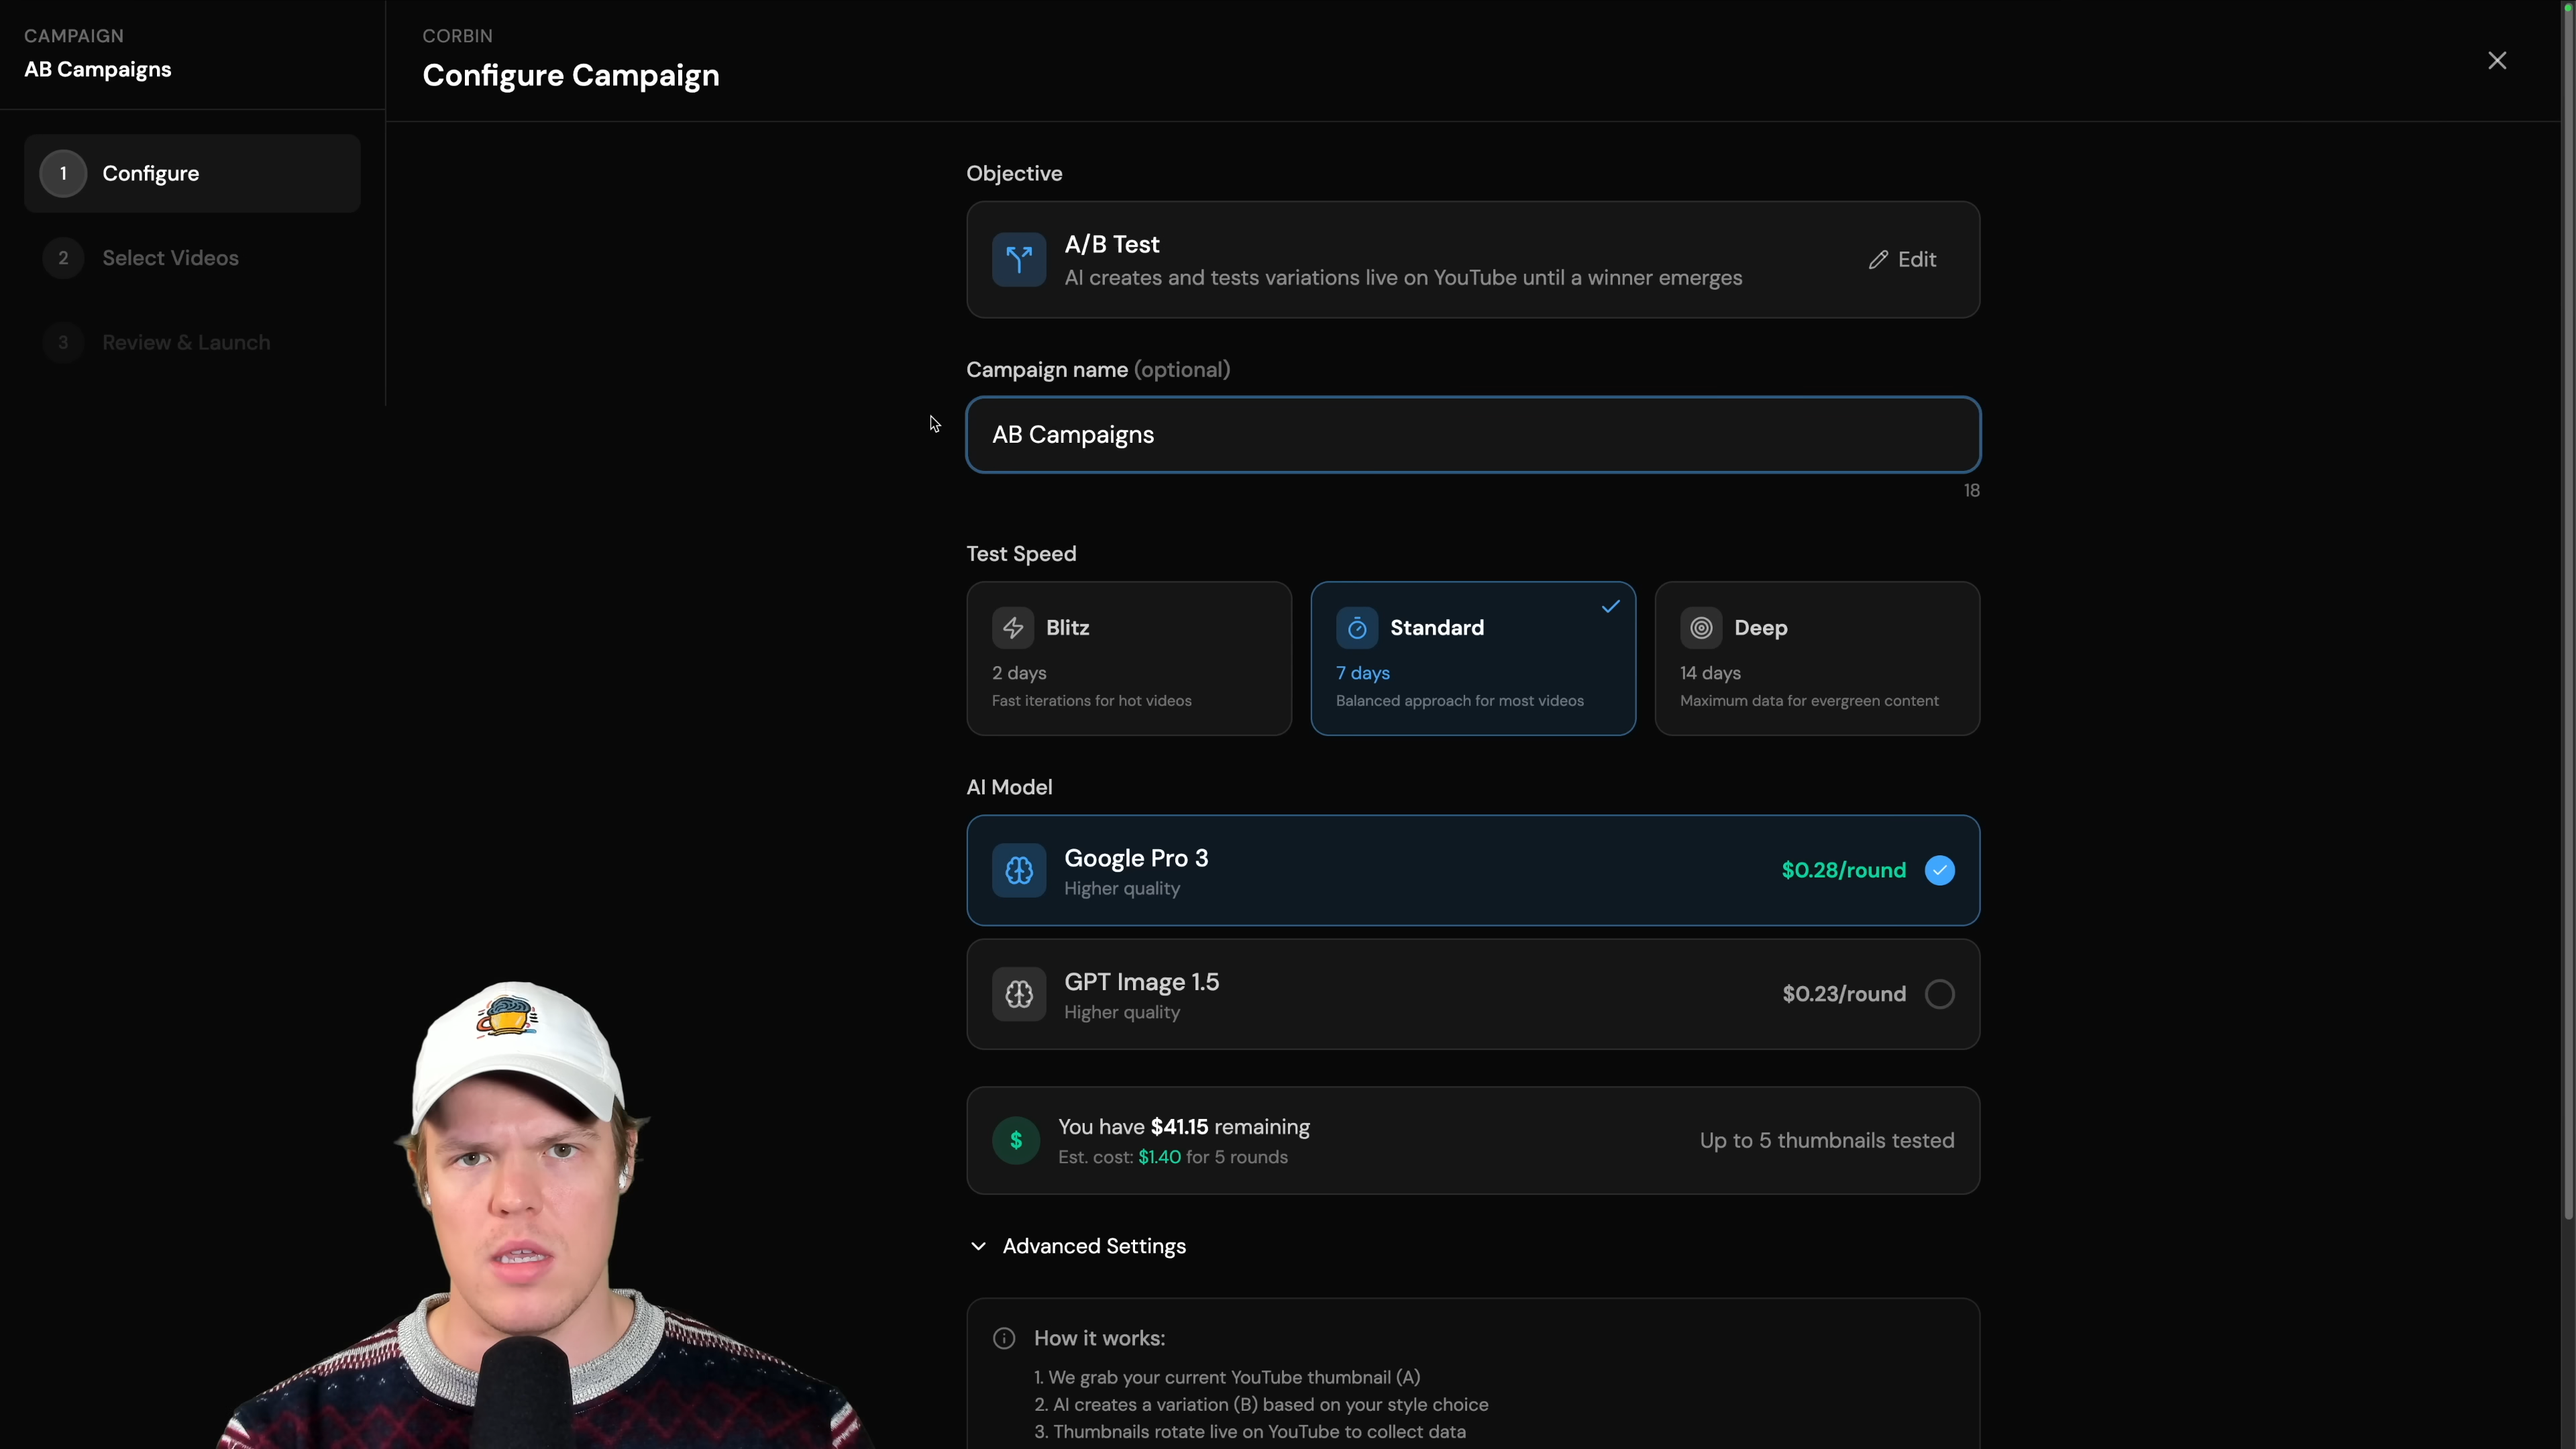 CAMPAIGN
AB Campaigns
1 Configure
2 Select Videos
3 Review & Launch
CORBIN
Configure Campaign
Objective
A/B Test
AI creates and tests variations live on YouTube until a winner emerges
Edit
Campaign name (optional)
AB Campaigns
18
Test Speed
Blitz
2 days
Fast iterations for hot videos
Standard
7 days
Balanced approach for most videos
Deep
14 days
Maximum data for evergreen content
AI Model
Google Pro 3
Higher quality
$0.28/round
GPT Image 1.5
Higher quality
$0.23/round
$
You have $41.15 remaining
Est. cost: $1.40 for 5 rounds
Up to 5 thumbnails tested
Advanced Settings
How it works:
1. We grab your current YouTube thumbnail (A)
2. AI creates a variation (B) based on your style choice
3. Thumbnails rotate live on YouTube to collect data